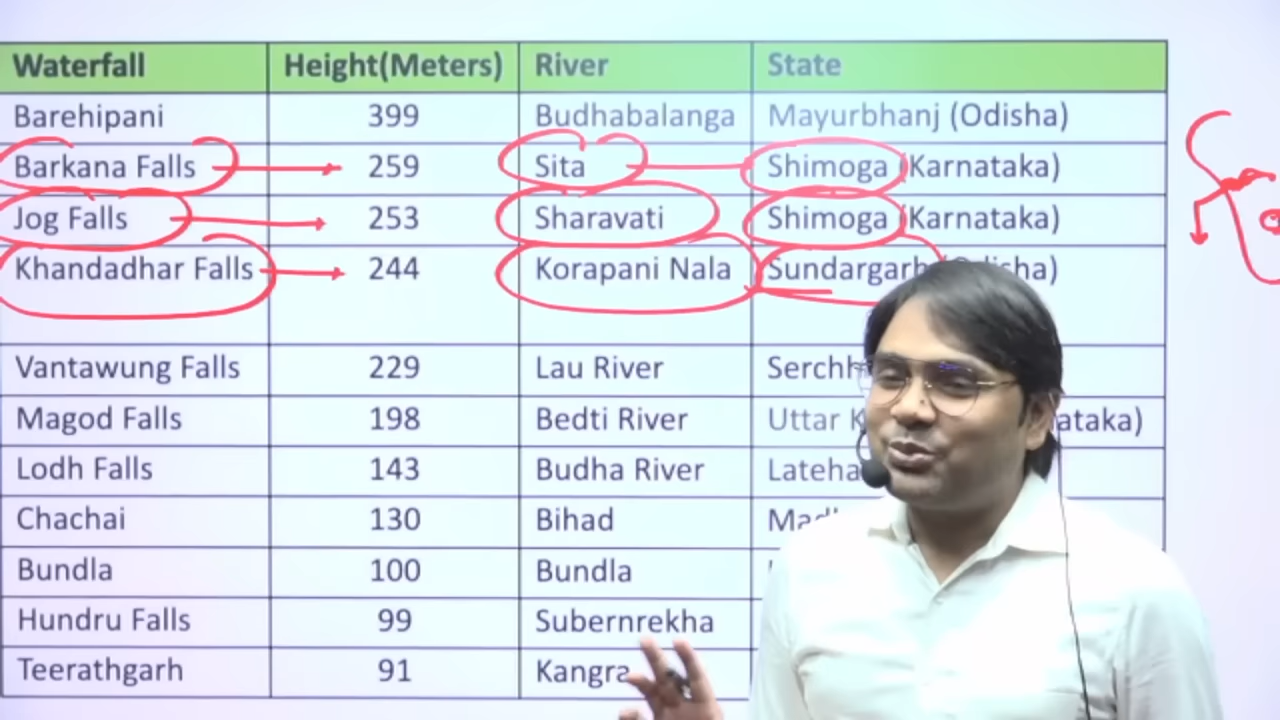 Waterfall Height(Meters) River State
Barehipani 399 Budhabalanga Mayurbhanj (Odisha)
Barkana Falls 259 Sita Shimoga (Karnataka)
Jog Falls 253 Sharavati Shimoga (Karnataka)
Khandadhar Falls 244 Korapani Nala Sundargarh
Vantawung Falls 229 Lau River
Magod Falls 198 Bedti River Uttar
Lodh Falls 143 Budha River
Chachai 130 Bihad
Bundla 100 Bundla
Hundru Falls 99 Subernrekha
Teerathgarh 91 Kangra